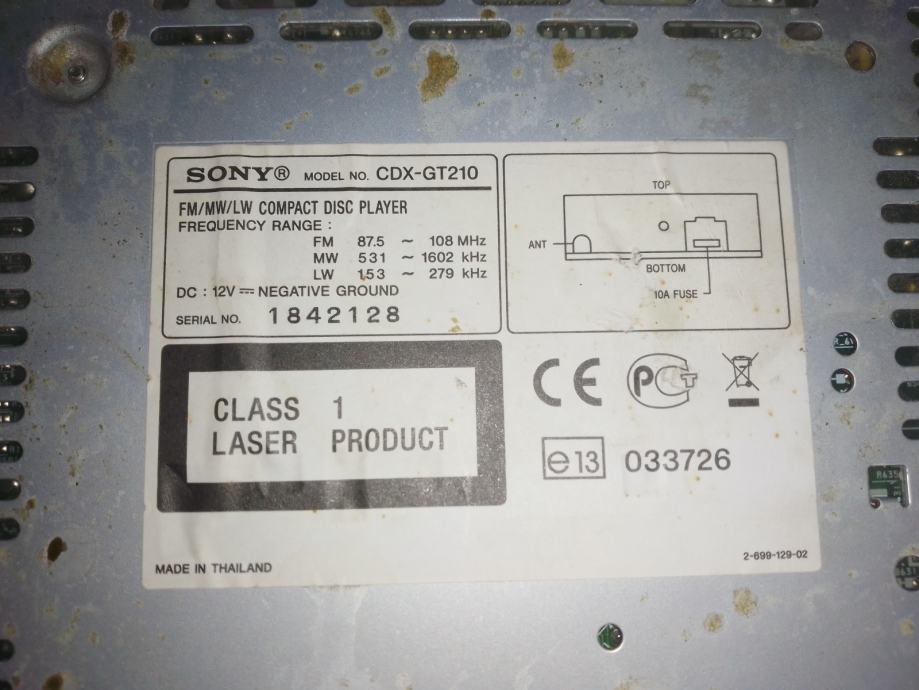 SONY® MODEL NO. CDX-GT210
FM/MW/LW COMPACT DISC PLAYER
FREQUENCY RANGE :
FM 87.5 ~ 108 MHz
MW 531 ~ 1602 kHz
LW 153 ~ 279 kHz
DC : 12V ⎓ NEGATIVE GROUND
SERIAL NO. 1842128
TOP
ANT
BOTTOM
10A FUSE
CLASS 1
LASER PRODUCT
CE PCT
e13 033726
MADE IN THAILAND
2-699-129-02